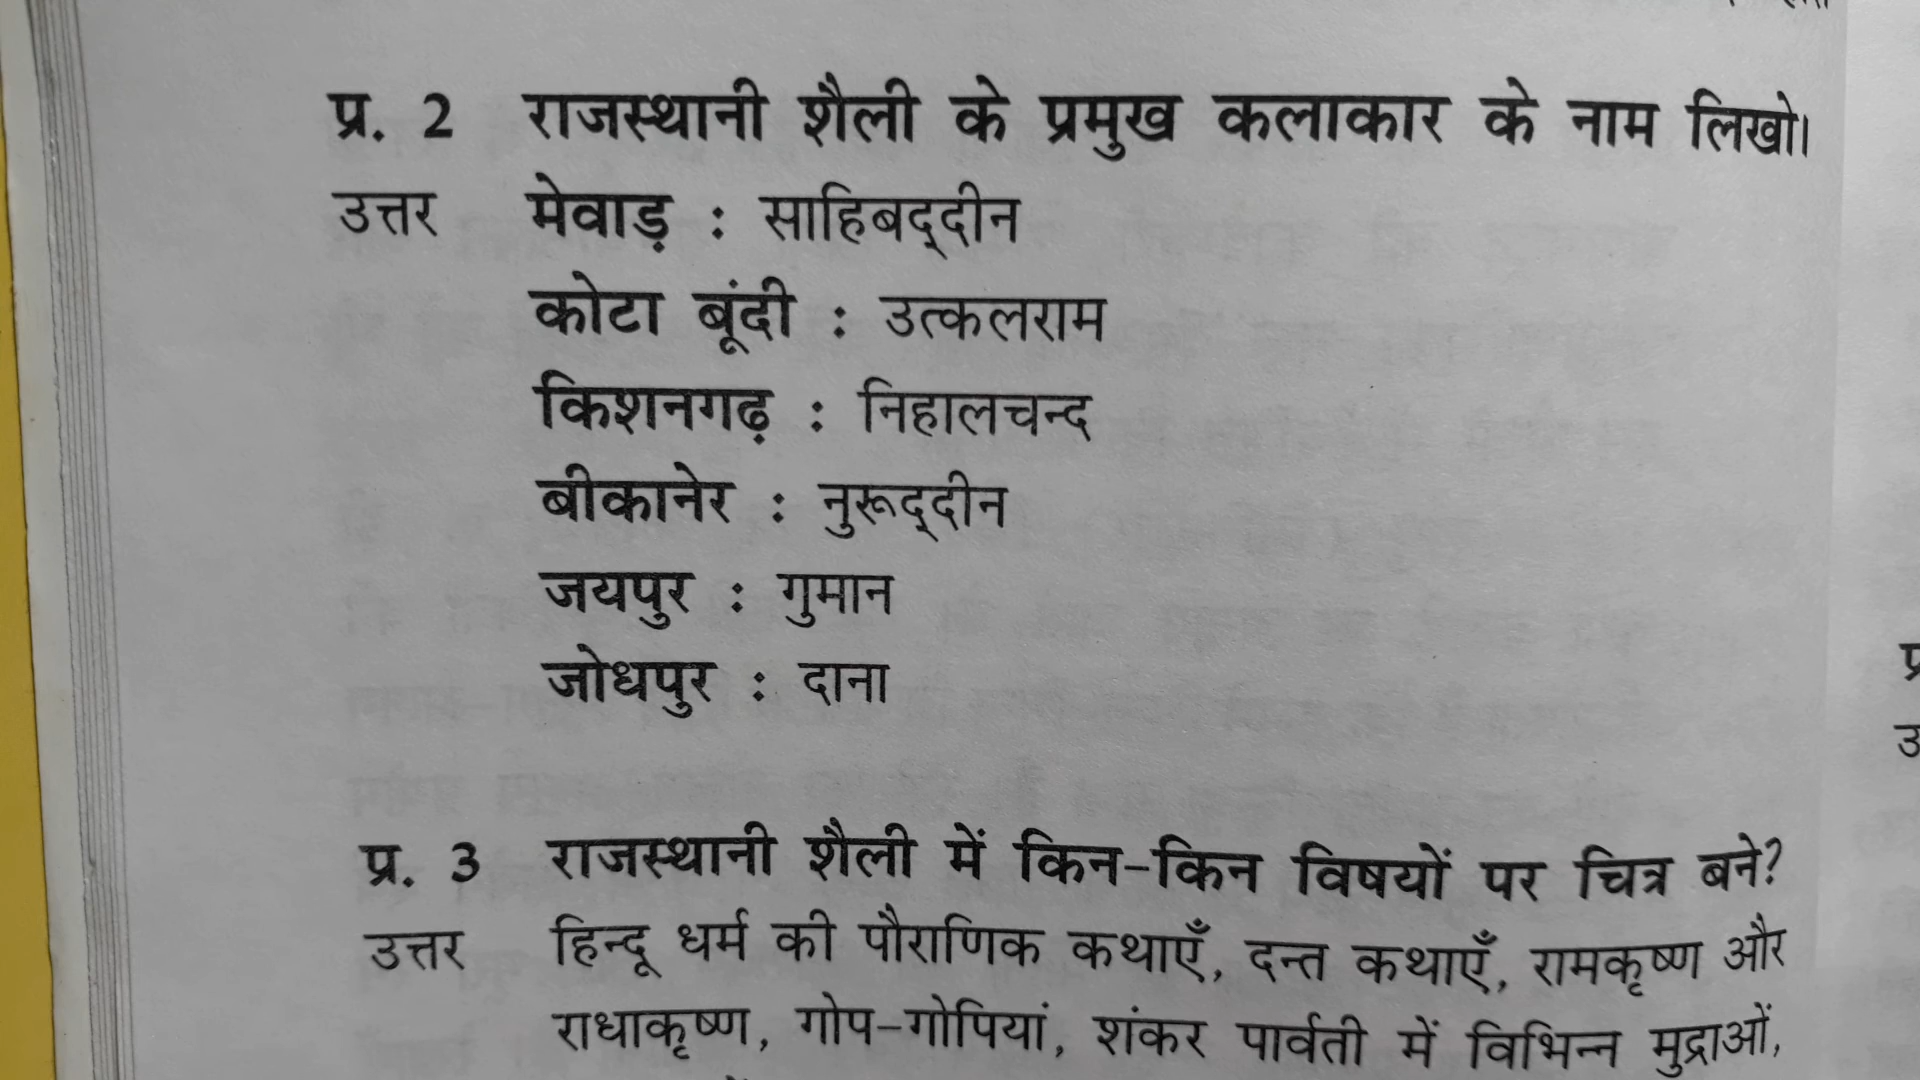 प्र. 2 राजस्थानी शैली के प्रमुख कलाकार के नाम लिखो।
उत्तर मेवाड़ : साहिबद्‌दीन
कोटा बूंदी : उत्कलराम
किशनगढ़ : निहालचन्द
बीकानेर : नुरूद्‌दीन
जयपुर : गुमान
जोधपुर : दाना
प्र. 3 राजस्थानी शैली में किन-किन विषयों पर चित्र बने?
उत्तर हिन्दू धर्म की पौराणिक कथाएँ, दन्त कथाएँ, रामकृष्ण और
राधाकृष्ण, गोप-गोपियां, शंकर पार्वती में विभिन्न मुद्राओं,